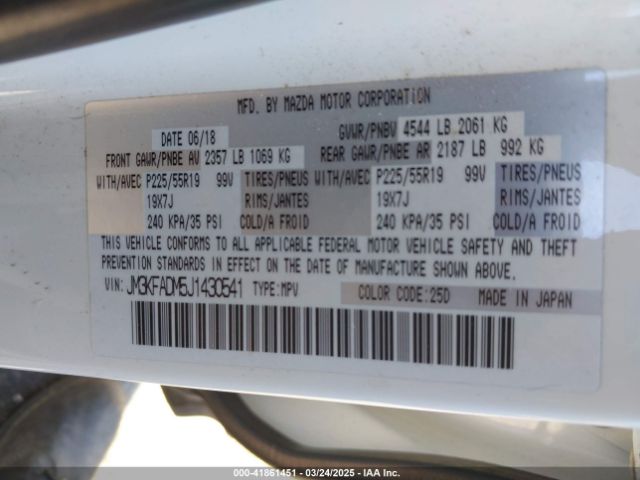 MFD. BY MAZDA MOTOR CORPORATION
DATE 06/18 GVWR/PNBV 4544 LB 2061 KG
FRONT GAWR/PNBE AV 2357 LB 1069 KG REAR GAWR/PNBE AR 2187 LB 992 KG
WITH/AVEC P225/55R19 99V TIRES/PNEUS WITH/AVEC P225/55R19 99V TIRES/PNEUS
19X7J RIMS/JANTES 19X7J RIMS/JANTES
240 KPA/35 PSI COLD/A FROID 240 KPA/35 PSI COLD/A FROID
THIS VEHICLE CONFORMS TO ALL APPLICABLE FEDERAL MOTOR VEHICLE SAFETY AND THEFT
PREVENTION STANDARDS IN EFFECT ON THE DATE OF MANUFACTURE SHOWN ABOVE.
VIN: JM3KFADM5J1430541 TYPE:MPV COLOR CODE:25D MADE IN JAPAN
000-41861451 - 03/24/2025 - IAA Inc.